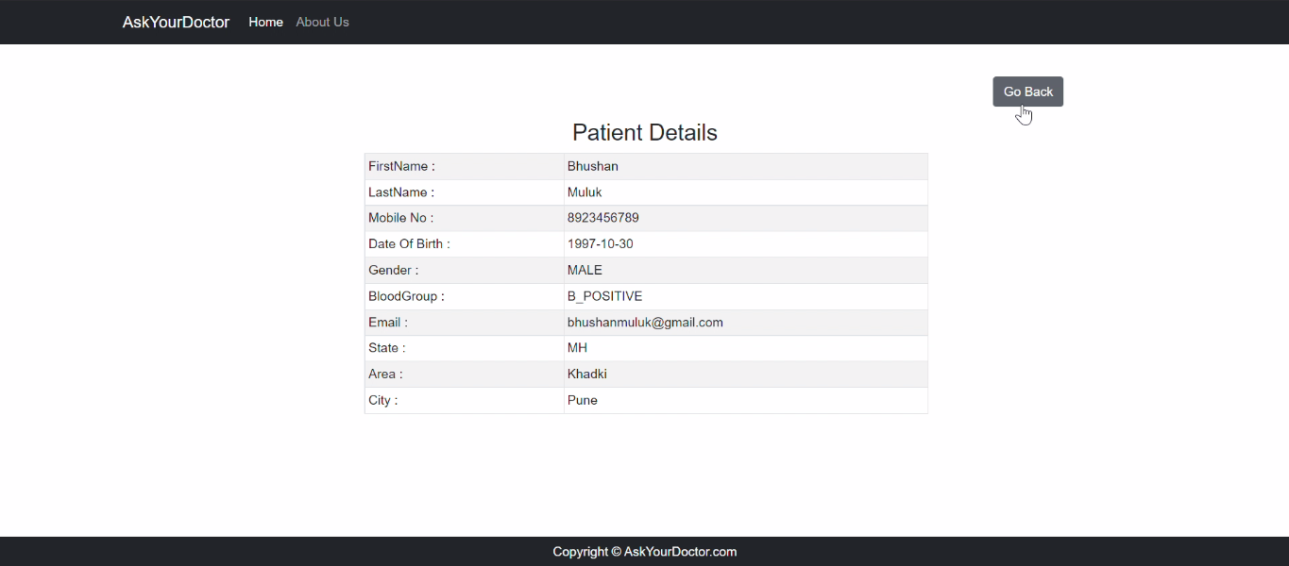 AskYourDoctor Home About Us
Go Back
Patient Details
FirstName : Bhushan
LastName : Muluk
Mobile No : 8923456789
Date Of Birth : 1997-10-30
Gender : MALE
BloodGroup : B_POSITIVE
Email : bhushanmuluk@gmail.com
State : MH
Area : Khadki
City : Pune
Copyright © AskYourDoctor.com